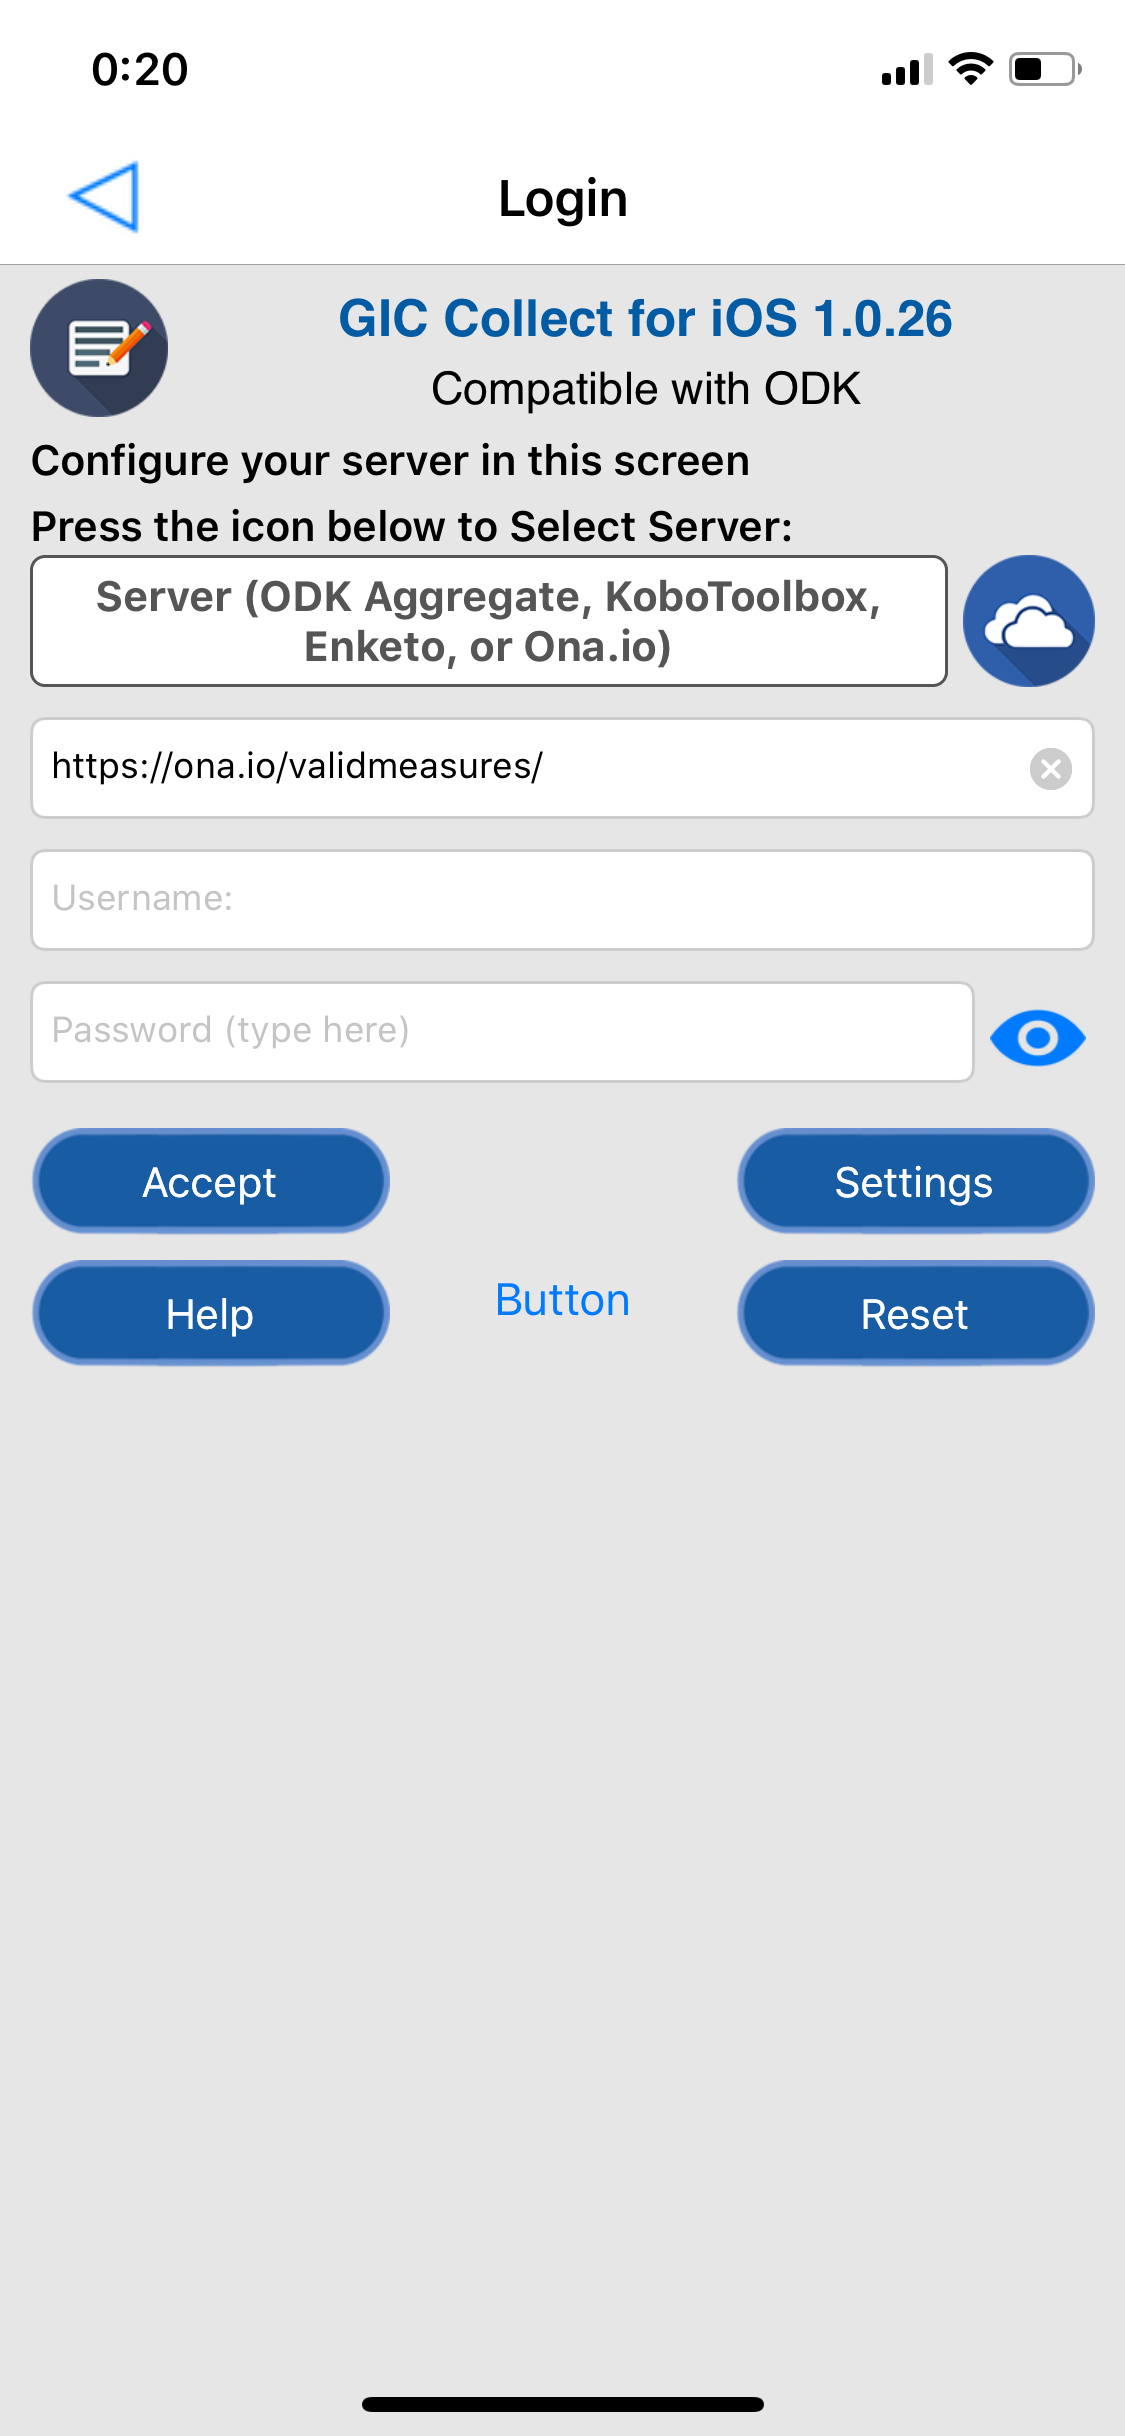 0:20
Login
GIC Collect for iOS 1.0.26
Compatible with ODK
Configure your server in this screen
Press the icon below to Select Server:
Server (ODK Aggregate, KoboToolbox,
Enketo, or Ona.io)
https://ona.io/validmeasures/
Username:
Password (type here)
Accept
Settings
Help
Button
Reset